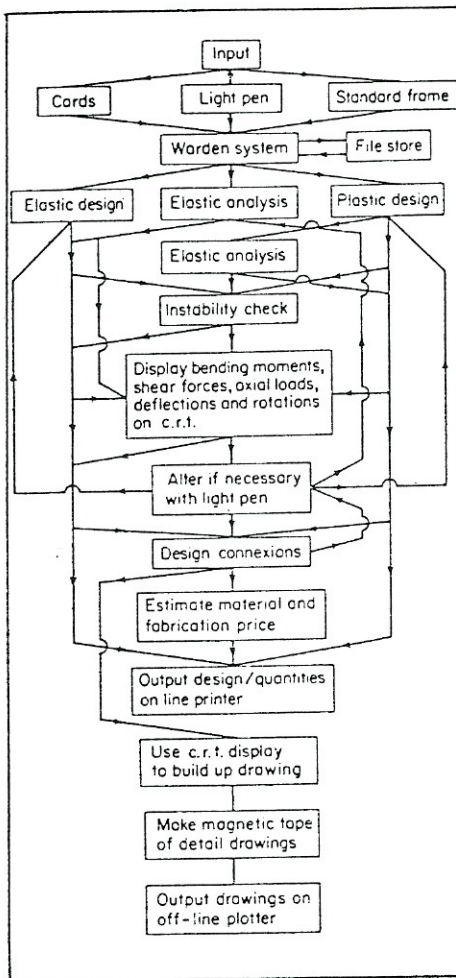 Input
Cards
Light pen
Standard frame
Warden system
File store
Elastic design
Elastic analysis
Plastic design
Elastic analysis
Instability check
Display bending moments,
shear forces, axial loads,
deflections and rotations
on c.r.t.
Alter if necessary
with light pen
Design connexions
Estimate material and
fabrication price
Output design/quantities
on line printer
Use c.r.t. display
to build up drawing
Make magnetic tape
of detail drawings
Output drawings on
off-line plotter